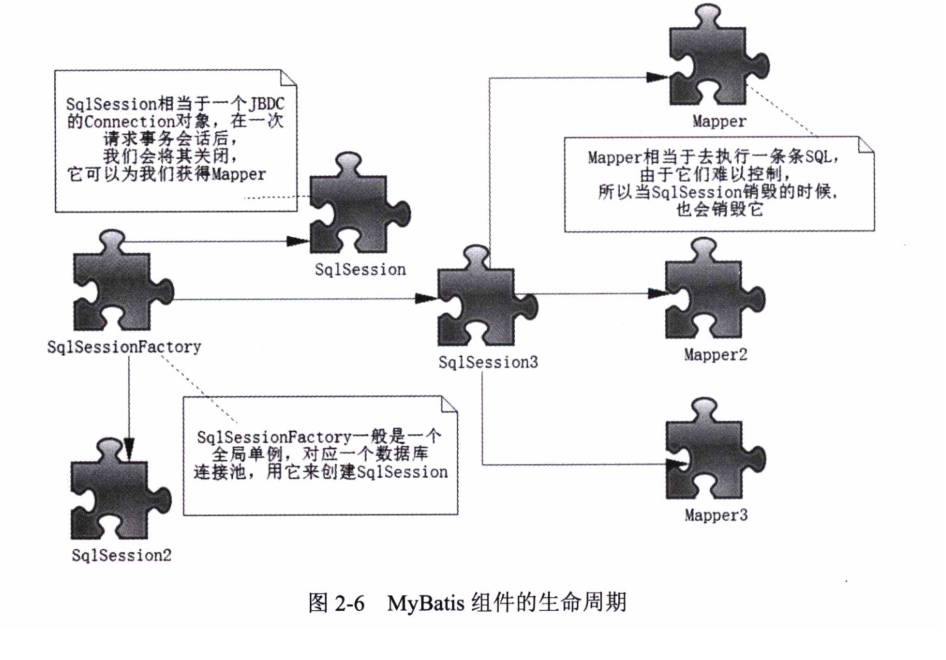 SqlSession相当于一个JBDC
的Connection对象，在一次
请求事务会话后，
我们会将其关闭，
它可以为我们获得Mapper
Mapper
Mapper相当于去执行一条条SQL，
由于它们难以控制，
所以当SqlSession销毁的时候，
也会销毁它
SqlSession
SqlSessionFactory
SqlSession3
Mapper2
SqlSessionFactory一般是一个
全局单例，对应一个数据库
连接池，用它来创建SqlSession
SqlSession2
Mapper3
图 2-6 MyBatis 组件的生命周期